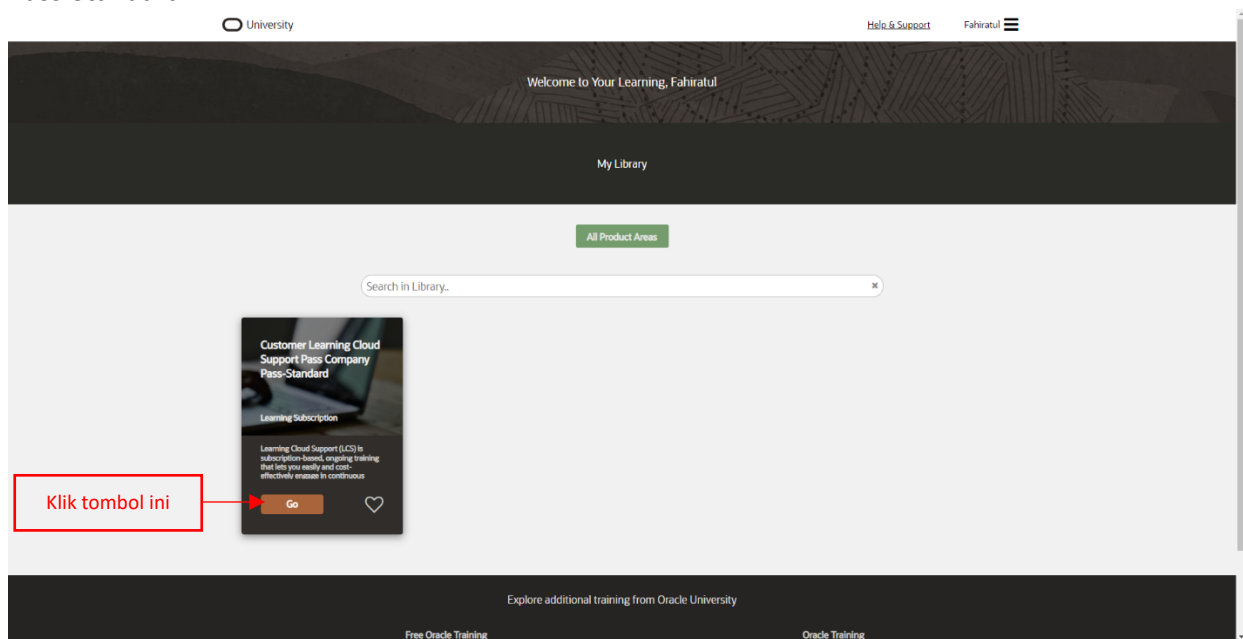 University
Help & Support
Fahiratul
Welcome to Your Learning, Fahiratul
My Library
All Product Areas
Search in Library..
Customer Learning Cloud
Support Pass Company
Pass-Standard
Learning Subscription
Learning Cloud Support (LCS) is
subscription-based, ongoing training
that lets you easily and cost-
effectively engage in continuous
Klik tombol ini
Go
Explore additional training from Oracle University
Free Oracle Training
Oracle Training